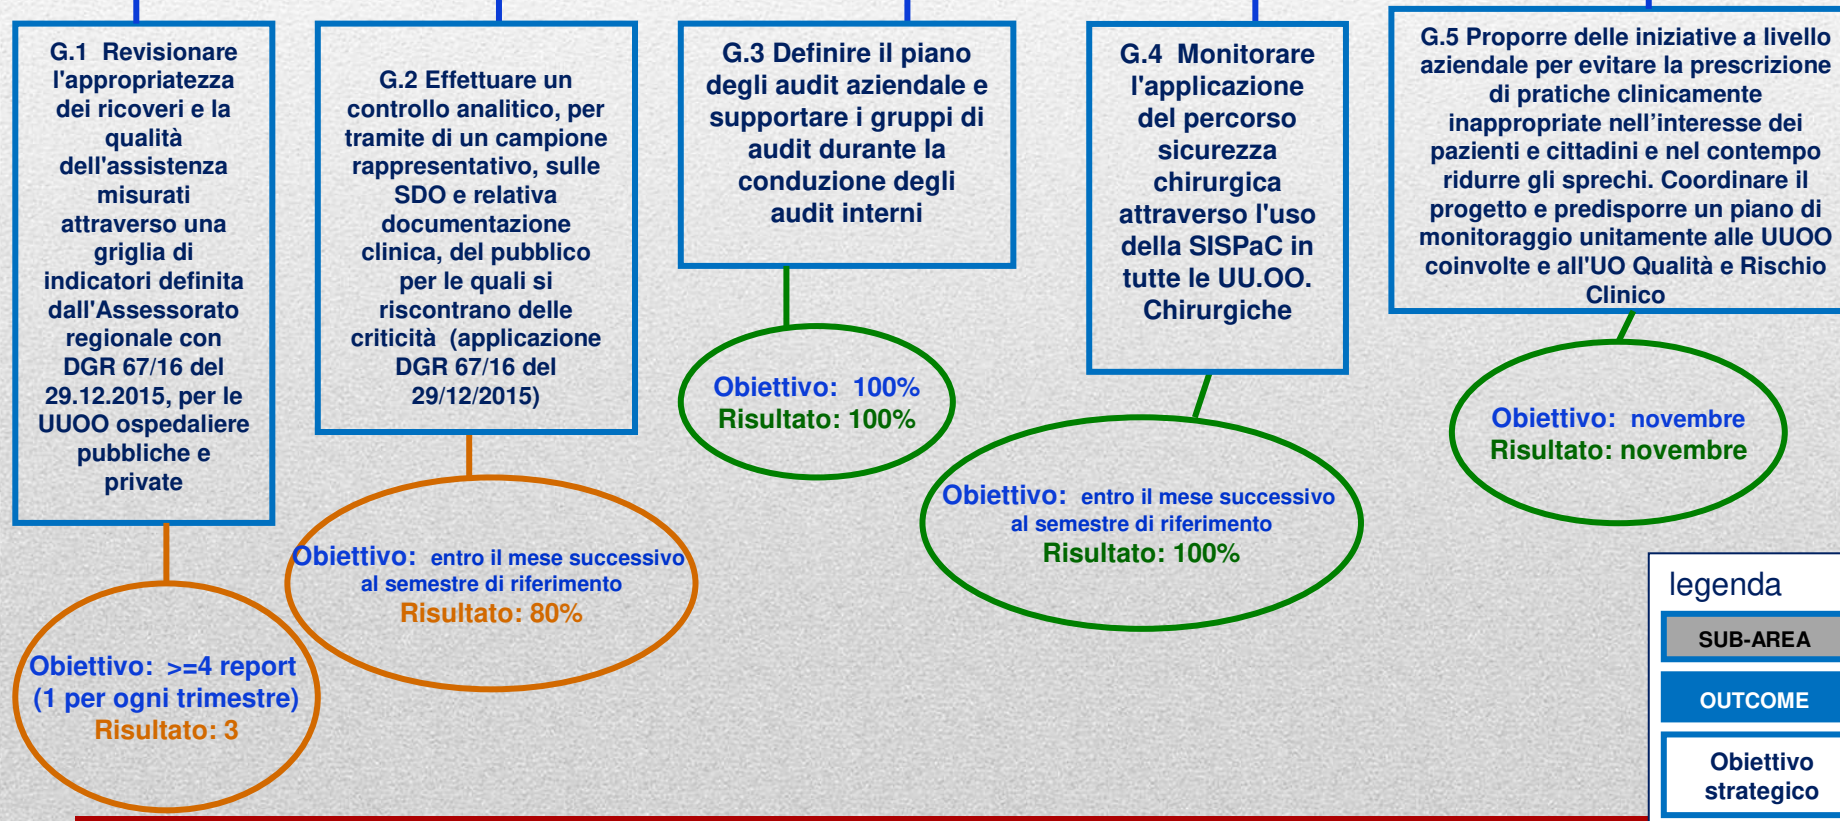 G.1 Revisionare
l'appropriatezza
dei ricoveri e la
qualità
dell'assistenza
misurati
attraverso una
griglia di
indicatori definita
dall'Assessorato
regionale con
DGR 67/16 del
29.12.2015, per le
UUOO ospedaliere
pubbliche e
private
Obiettivo: >=4 report
(1 per ogni trimestre)
Risultato: 3
G.2 Effettuare un
controllo analitico, per
tramite di un campione
rappresentativo, sulle
SDO e relativa
documentazione
clinica, del pubblico
per le quali si
riscontrano delle
criticità (applicazione
DGR 67/16 del
29/12/2015)
Obiettivo: entro il mese successivo
al semestre di riferimento
Risultato: 80%
G.3 Definire il piano
degli audit aziendale e
supportare i gruppi di
audit durante la
conduzione degli
audit interni
Obiettivo: 100%
Risultato: 100%
G.4 Monitorare
l'applicazione
del percorso
sicurezza
chirurgica
attraverso l'uso
della SISPaC in
tutte le UU.OO.
Chirurgiche
Obiettivo: entro il mese successivo
al semestre di riferimento
Risultato: 100%
G.5 Proporre delle iniziative a livello
aziendale per evitare la prescrizione
di pratiche clinicamente
inappropriate nell’interesse dei
pazienti e cittadini e nel contempo
ridurre gli sprechi. Coordinare il
progetto e predisporre un piano di
monitoraggio unitamente alle UUOO
coinvolte e all'UO Qualità e Rischio
Clinico
Obiettivo: novembre
Risultato: novembre
legenda
SUB-AREA
OUTCOME
Obiettivo
strategico